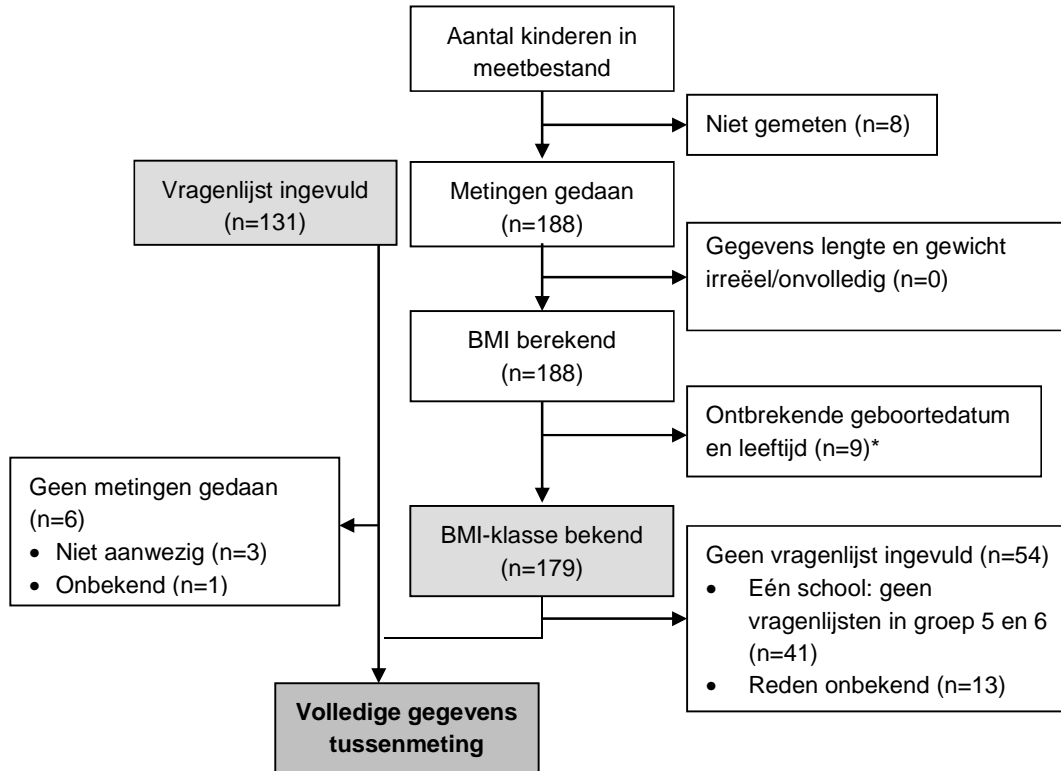 Aantal kinderen in
meetbestand
Niet gemeten (n=8)
Vragenlijst ingevuld
(n=131)
Metingen gedaan
(n=188)
Gegevens lengte en gewicht
irreëel/onvolledig (n=0)
BMI berekend
(n=188)
Ontbrekende geboortedatum
en leeftijd (n=9)*
Geen metingen gedaan
(n=6)
• Niet aanwezig (n=3)
• Onbekend (n=1)
BMI-klasse bekend
(n=179)
Geen vragenlijst ingevuld (n=54)
• Eén school: geen
vragenlijsten in groep 5 en 6
(n=41)
• Reden onbekend (n=13)
Volledige gegevens
tussenmeting